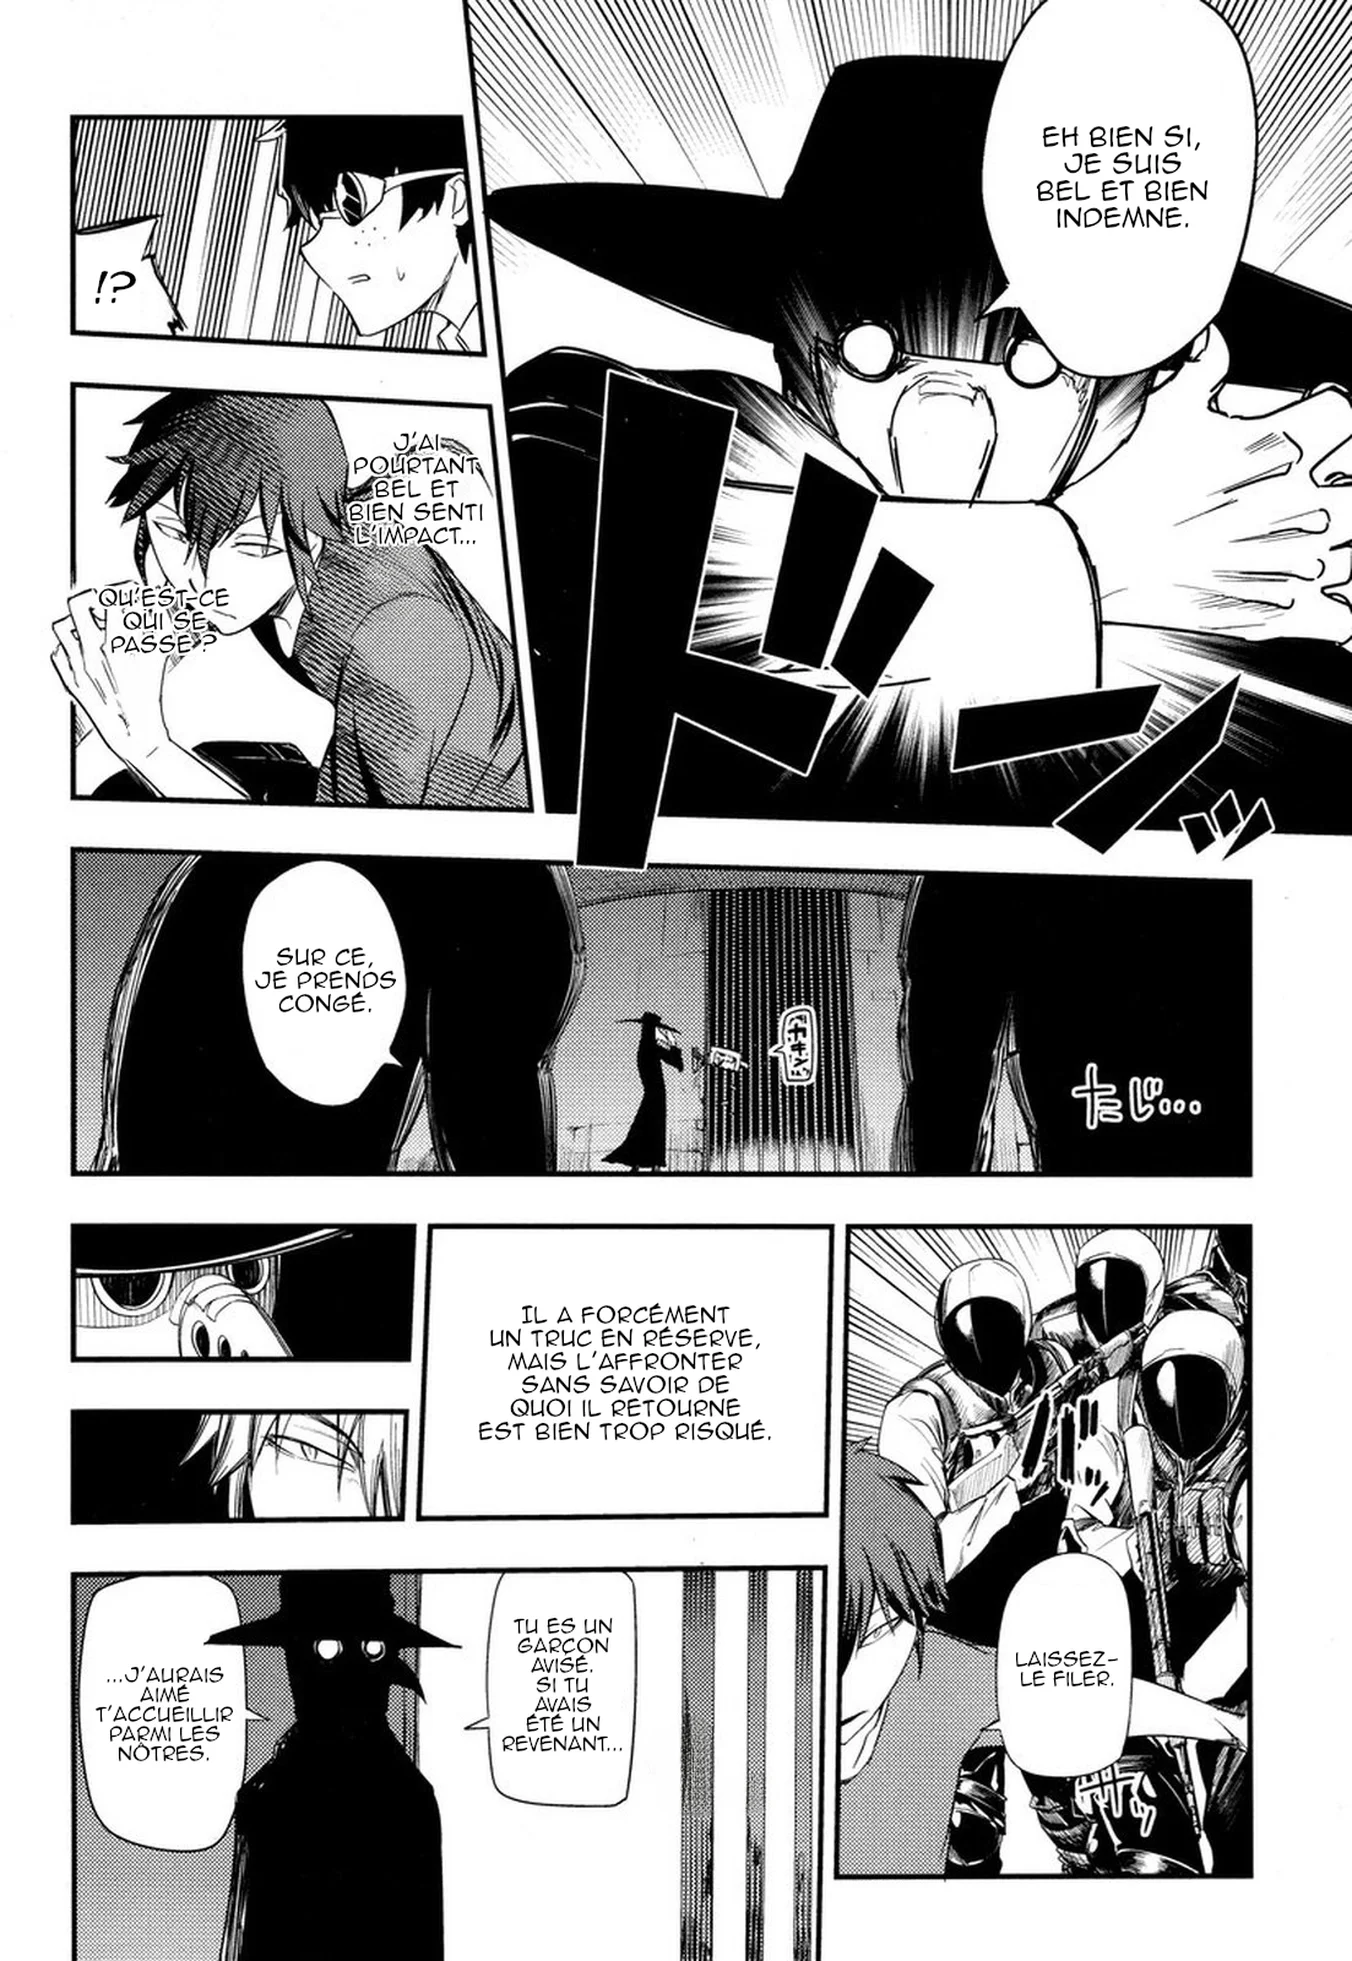 EH BIEN SI,
JE SUIS
BEL ET BIEN
INDEMNE.
!?
J'AI
POURTANT
BEL ET
BIEN SENTI
L'IMPACT...
QU'EST-CE
QUI SE
PASSE ?
ドドーンッ
SUR CE,
JE PRENDS
CONGÉ.
たじ...
LAISSEZ-
LE FILER.
IL A FORCÉMENT
UN TRUC EN RÉSERVE,
MAIS L'AFFRONTER
SANS SAVOIR DE
QUOI IL RETOURNE
EST BIEN TROP RISQUÉ.
TU ES UN
GARÇON
AVISÉ.
SI TU
AVAIS
ÉTÉ UN
REVENANT...
...J'AURAIS
AIMÉ
T'ACCUEILLIR
PARMI LES
NÔTRES.